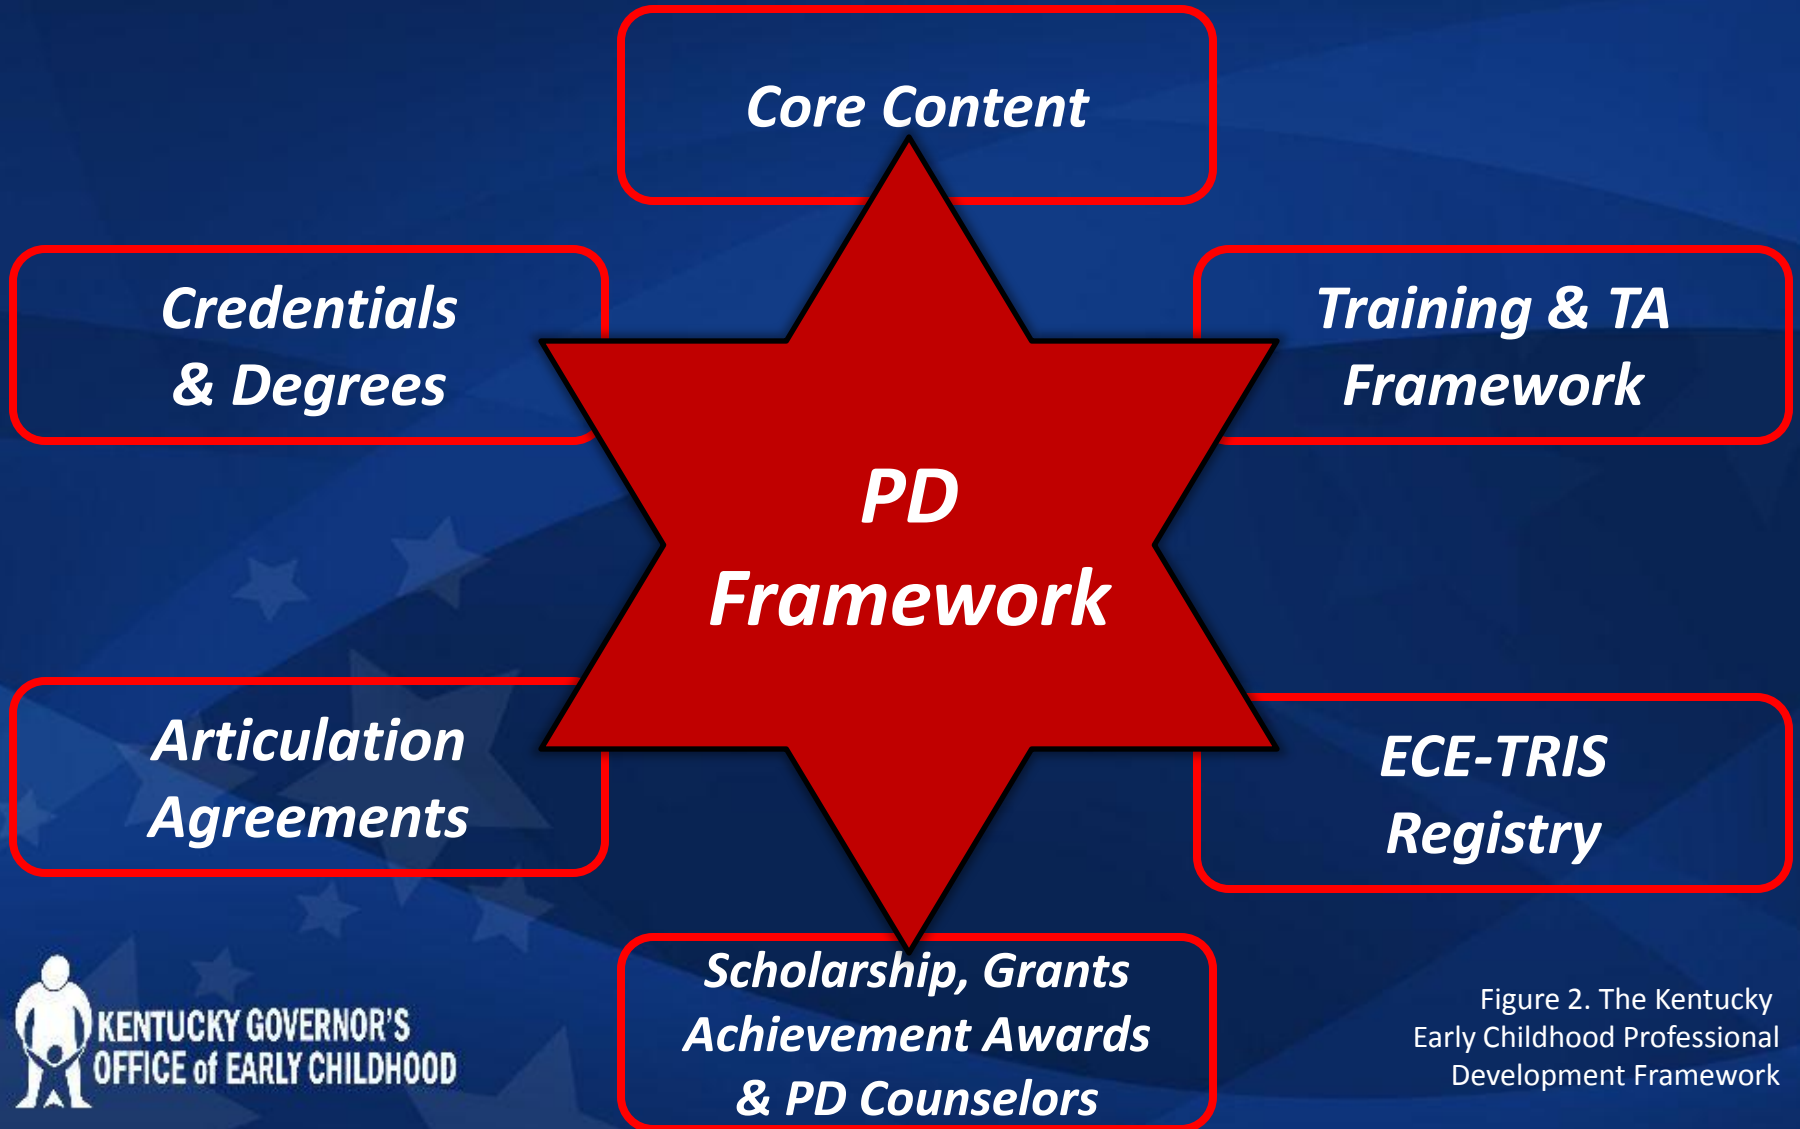 Core Content
Credentials
& Degrees
Training & TA
Framework
PD
Framework
Articulation
Agreements
ECE-TRIS
Registry
Scholarship, Grants
Achievement Awards
& PD Counselors
KENTUCKY GOVERNOR'S
OFFICE of EARLY CHILDHOOD
Figure 2. The Kentucky
Early Childhood Professional
Development Framework